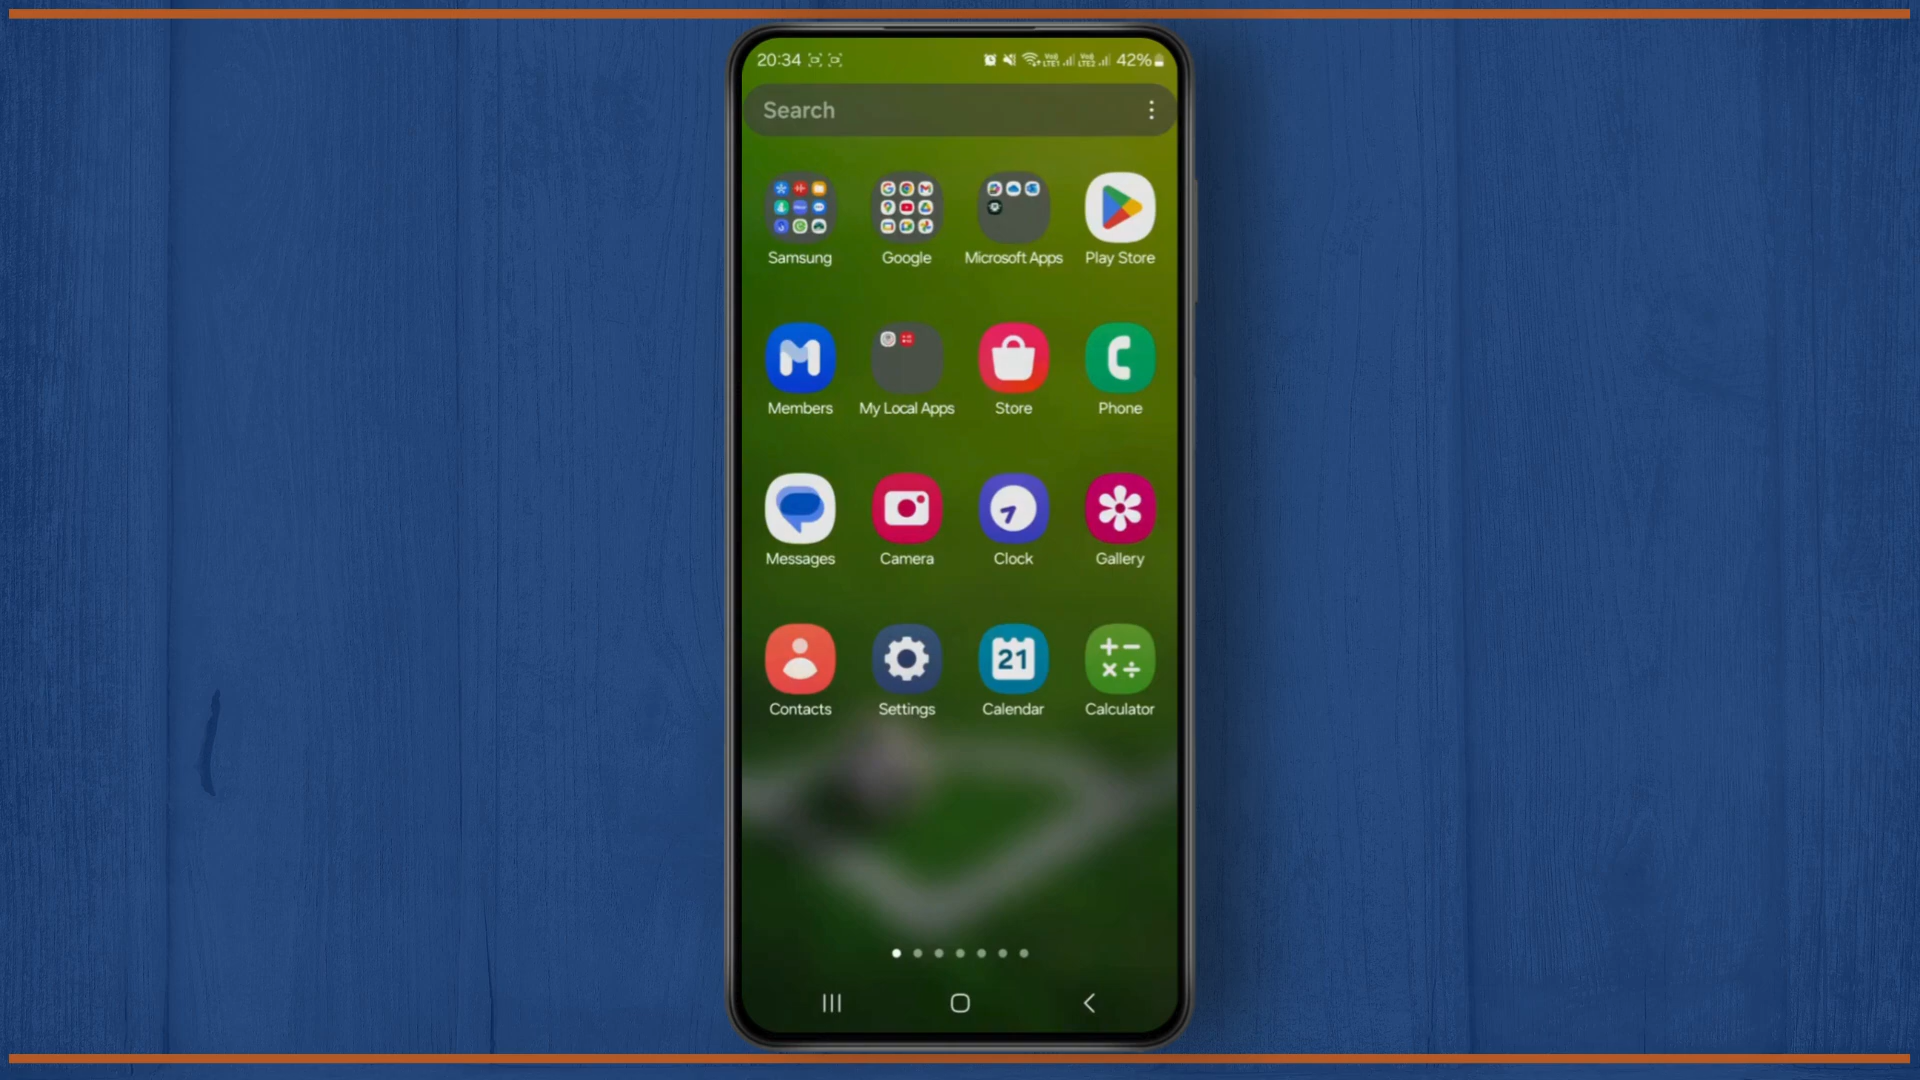 20:34
42%
Search
Samsung Google Microsoft Apps Play Store
Members My Local Apps Store Phone
Messages Camera Clock Gallery
21
Contacts Settings Calendar Calculator